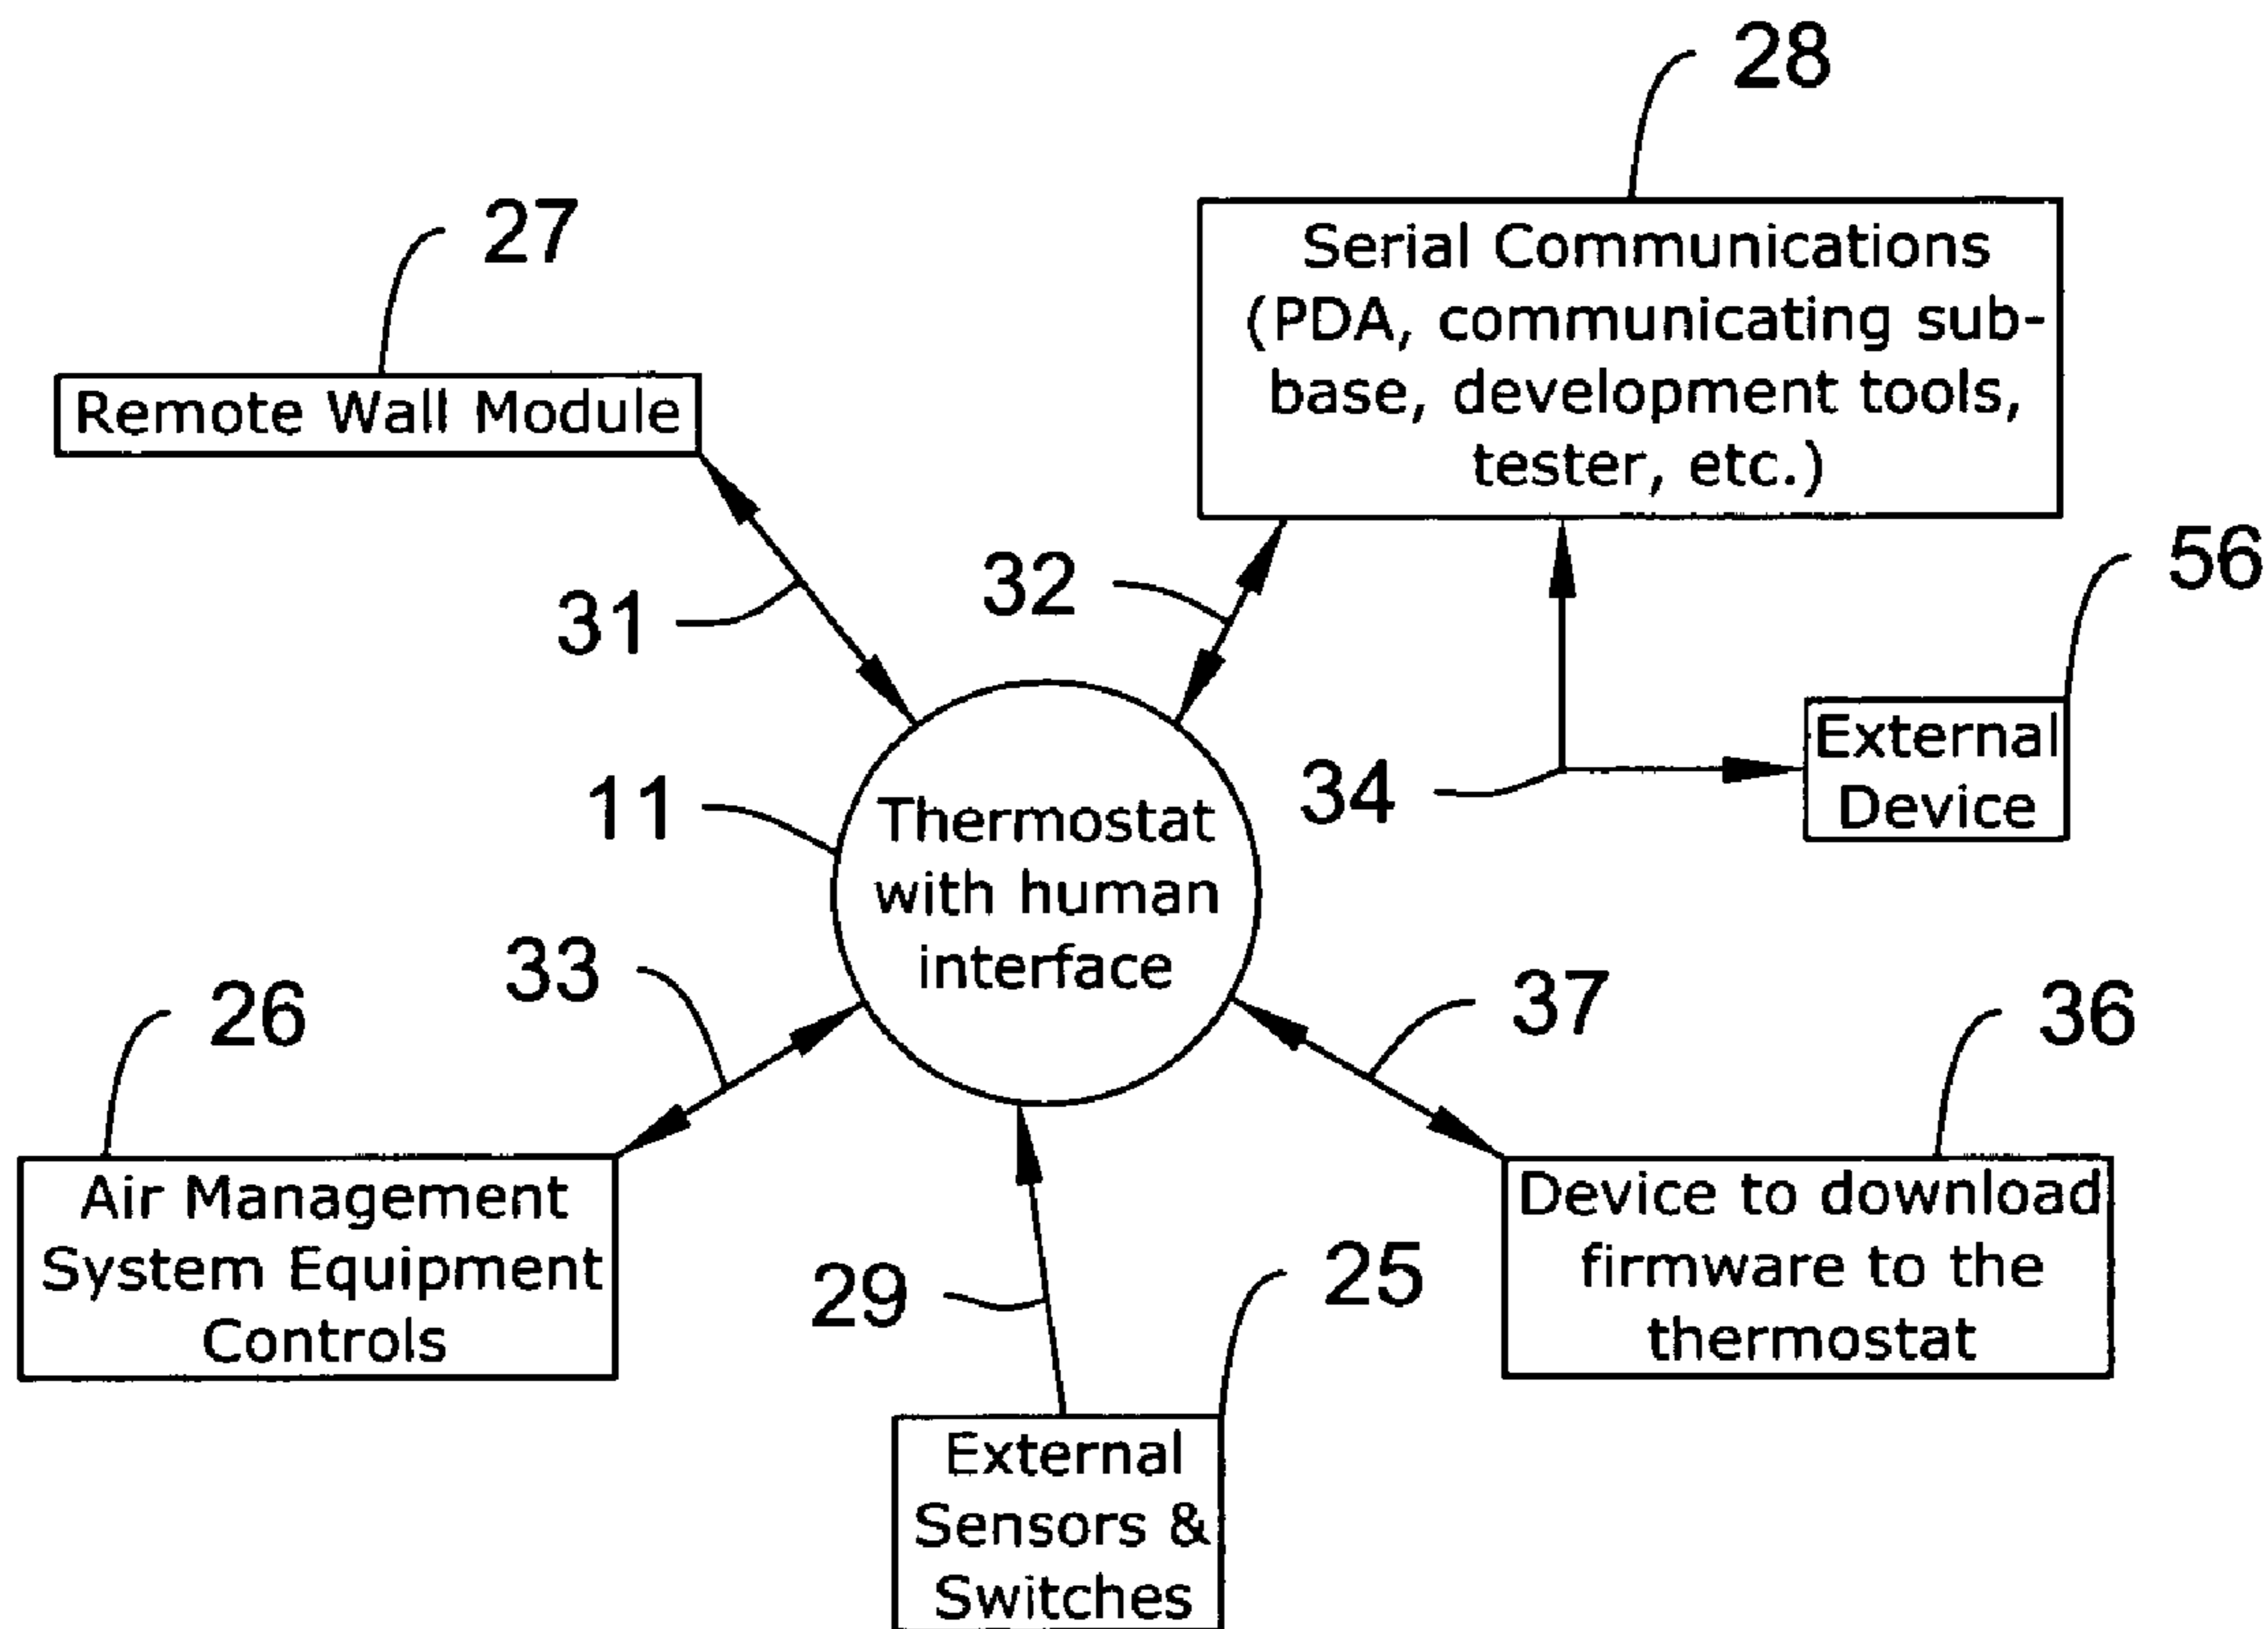 28
27
Serial Communications
(PDA, communicating sub-
base, development tools,
tester, etc.)
Remote Wall Module
56
32
31
External
Device
34
11
Thermostat
with human
interface
33
37
26
36
Air Management
System Equipment
Controls
Device to download
firmware to the
thermostat
29
25
External
Sensors &
Switches